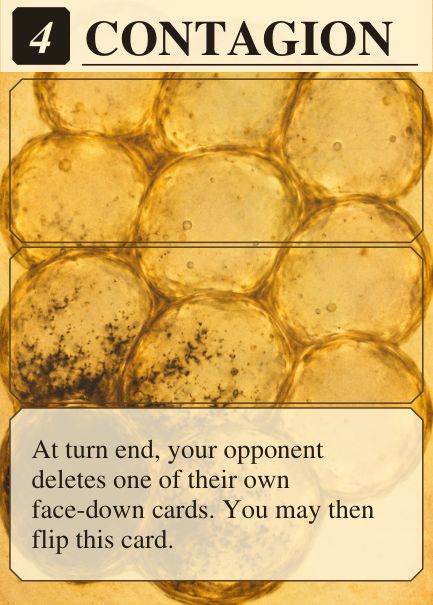 4 CONTAGION
At turn end, your opponent
deletes one of their own
face-down cards. You may then
flip this card.